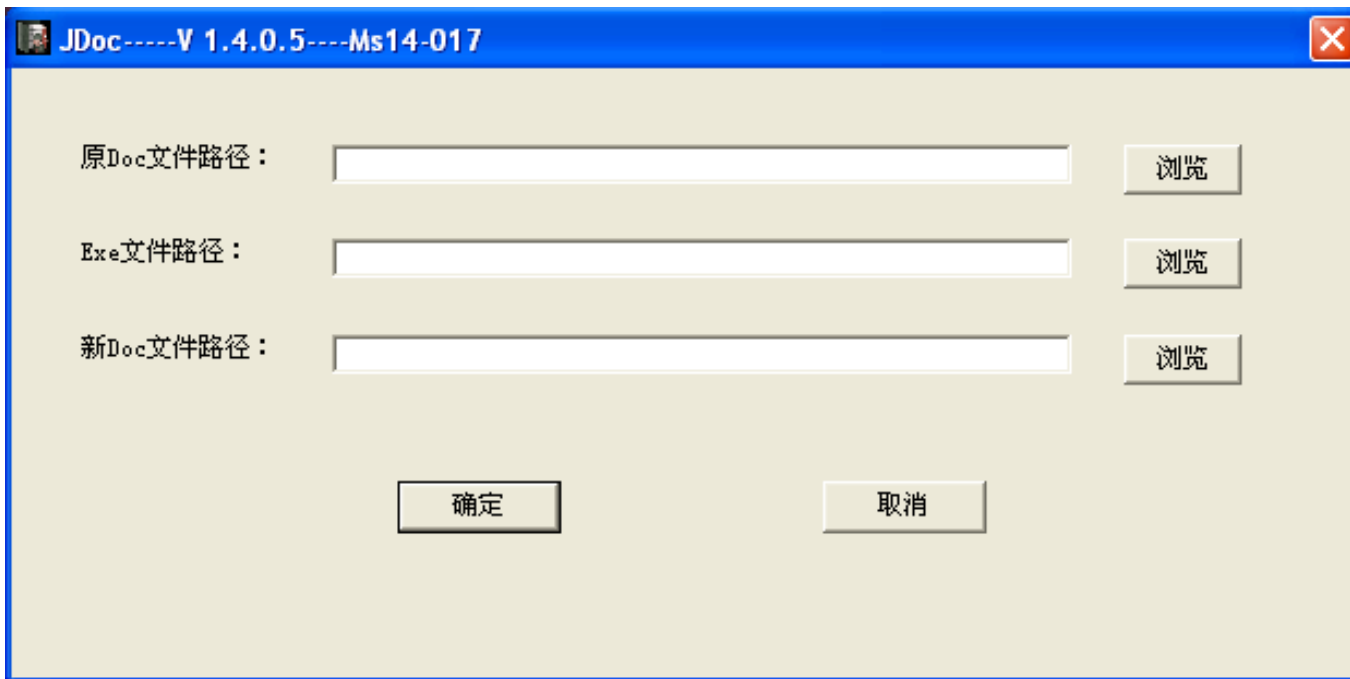 JDoc-----V 1.4.0.5----Ms14-017
原Doc文件路径： 浏览
Exe文件路径： 浏览
新Doc文件路径： 浏览
确定 取消